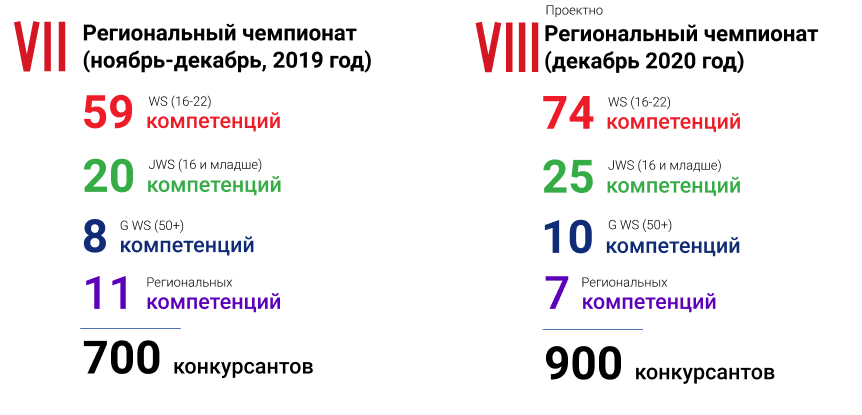 VII
Региональный чемпионат
(ноябрь-декабрь, 2019 год)
59 WS (16-22)
компетенций
20 JWS (16 и младше)
компетенций
8 G WS (50+)
компетенций
11 Региональных
компетенций
700 конкурсантов
Проектно
VIII
Региональный чемпионат
(декабрь 2020 год)
74 WS (16-22)
компетенций
25 JWS (16 и младше)
компетенций
10 G WS (50+)
компетенций
7 Региональных
компетенций
900 конкурсантов